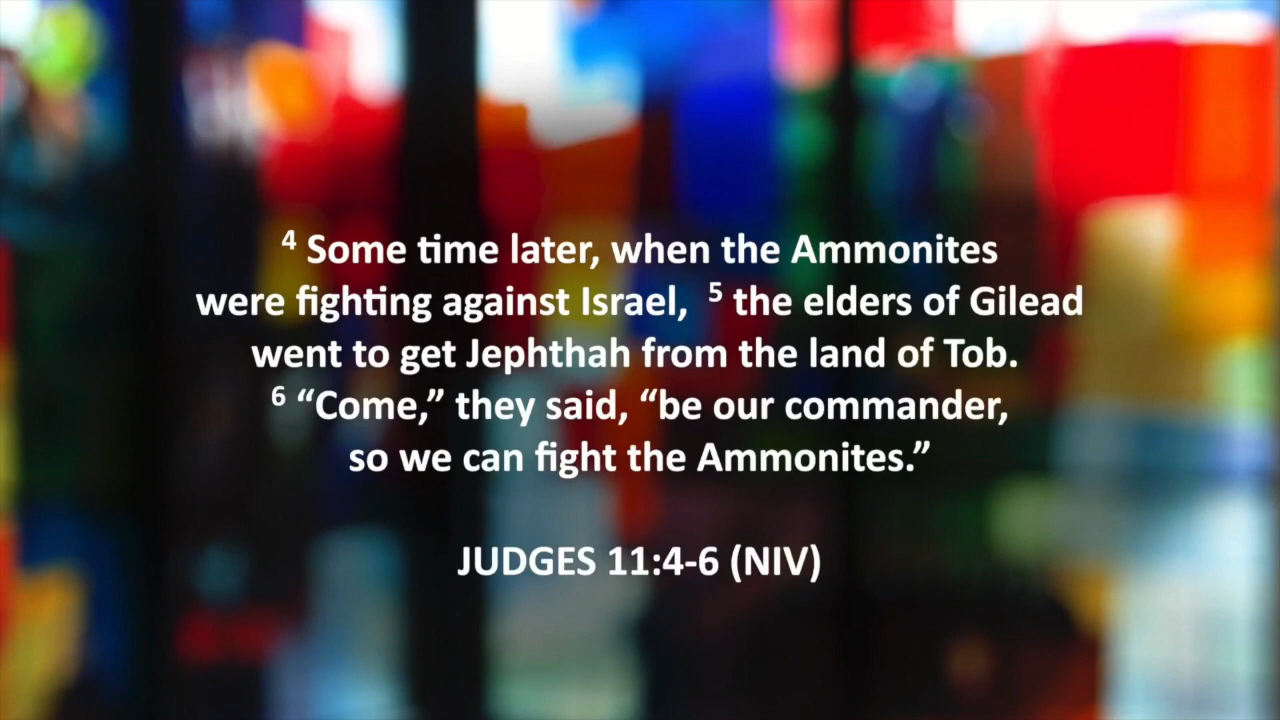 ⁴ Some time later, when the Ammonites
were fighting against Israel, ⁵ the elders of Gilead
went to get Jephthah from the land of Tob.
⁶ “Come,” they said, “be our commander,
so we can fight the Ammonites.”
JUDGES 11:4-6 (NIV)